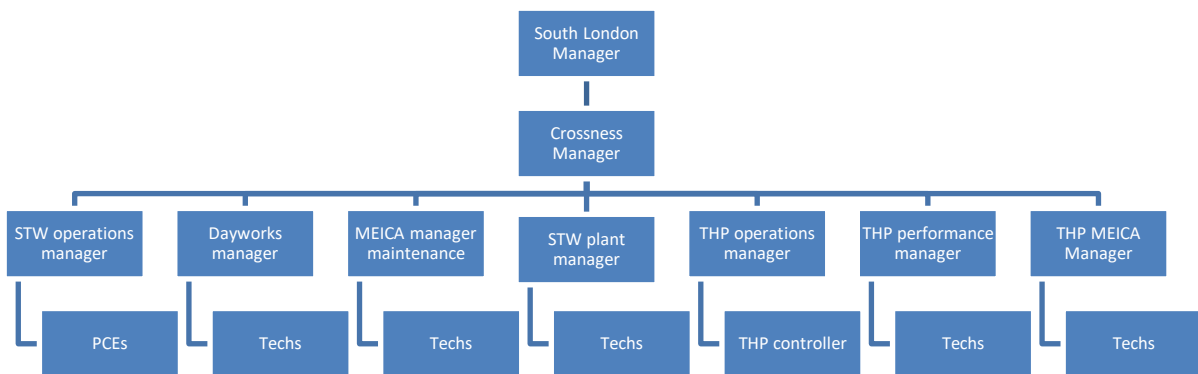 South London
Manager
Crossness
Manager
STW operations
manager
Dayworks
manager
MEICA manager
maintenance
STW plant
manager
THP operations
manager
THP performance
manager
THP MEICA
Manager
PCEs
Techs
Techs
Techs
THP controller
Techs
Techs